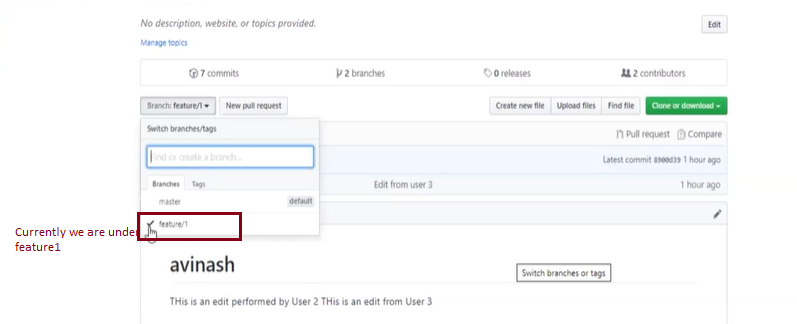 No description, website, or topics provided.
Edit
Manage topics
7 commits
2 branches
0 releases
2 contributors
Branch: feature/1
New pull request
Create new file
Upload files
Find file
Clone or download
Switch branches/tags
Pull request
Compare
Find or create a branch...
Latest commit 1 hour ago
Branches
Tags
Edit from user 3
1 hour ago
master
default
feature/1
Currently we are under
feature1
avinash
Switch branches or tags
THis is an edit performed by User 2 THis is an edit from User 3